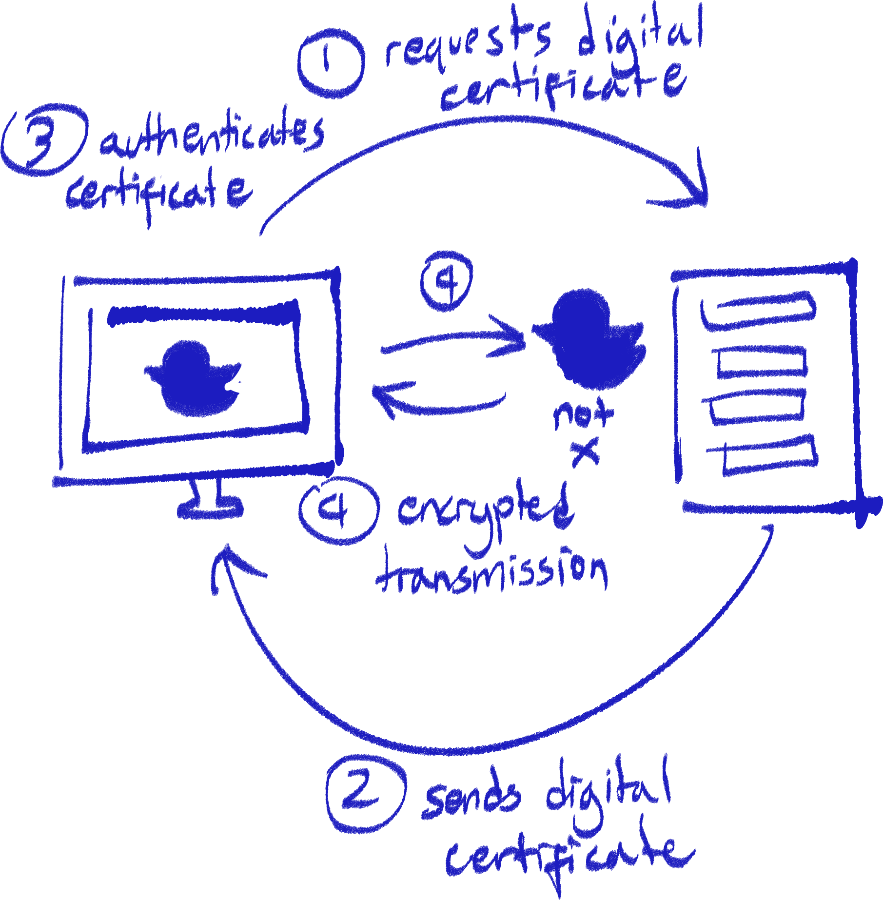 1 requests digital
certificate
3 authenticates
certificate
4
not
X
4 encrypted
transmission
2 sends digital
certificate